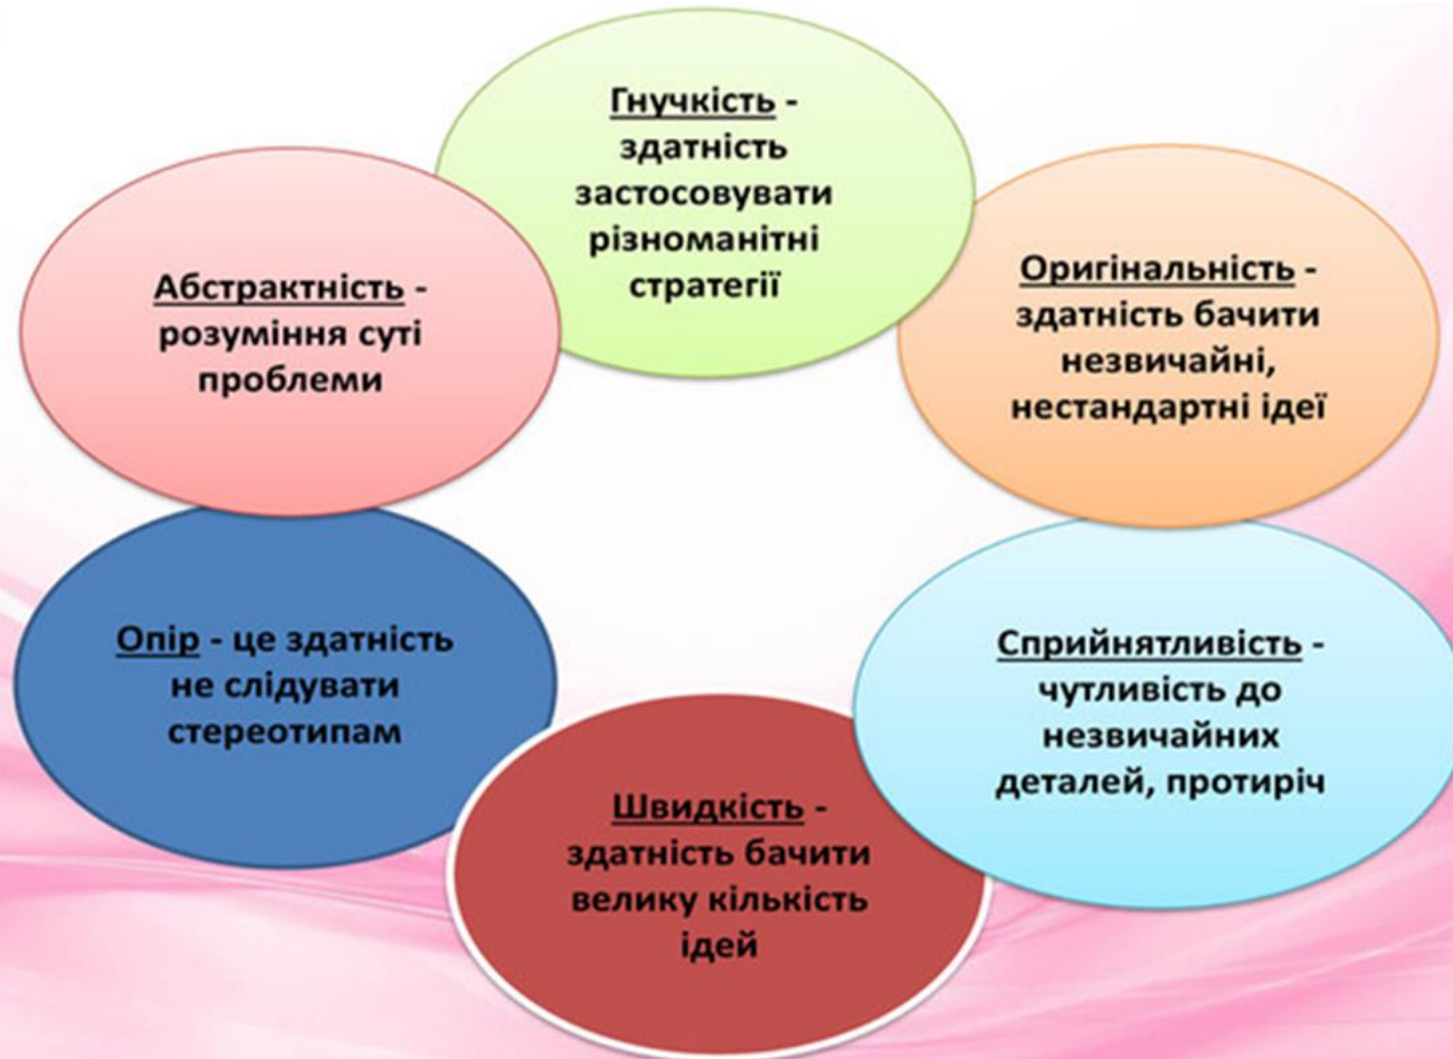 Гнучкість -
здатність
застосовувати
різноманітні
стратегії
Абстрактність -
розуміння суті
проблеми
Оригінальність -
здатність бачити
незвичайні,
нестандартні ідеї
Опір - це здатність
не слідувати
стереотипам
Сприйнятливість -
чутливість до
незвичайних
деталей, протиріч
Швидкість -
здатність бачити
велику кількість
ідей